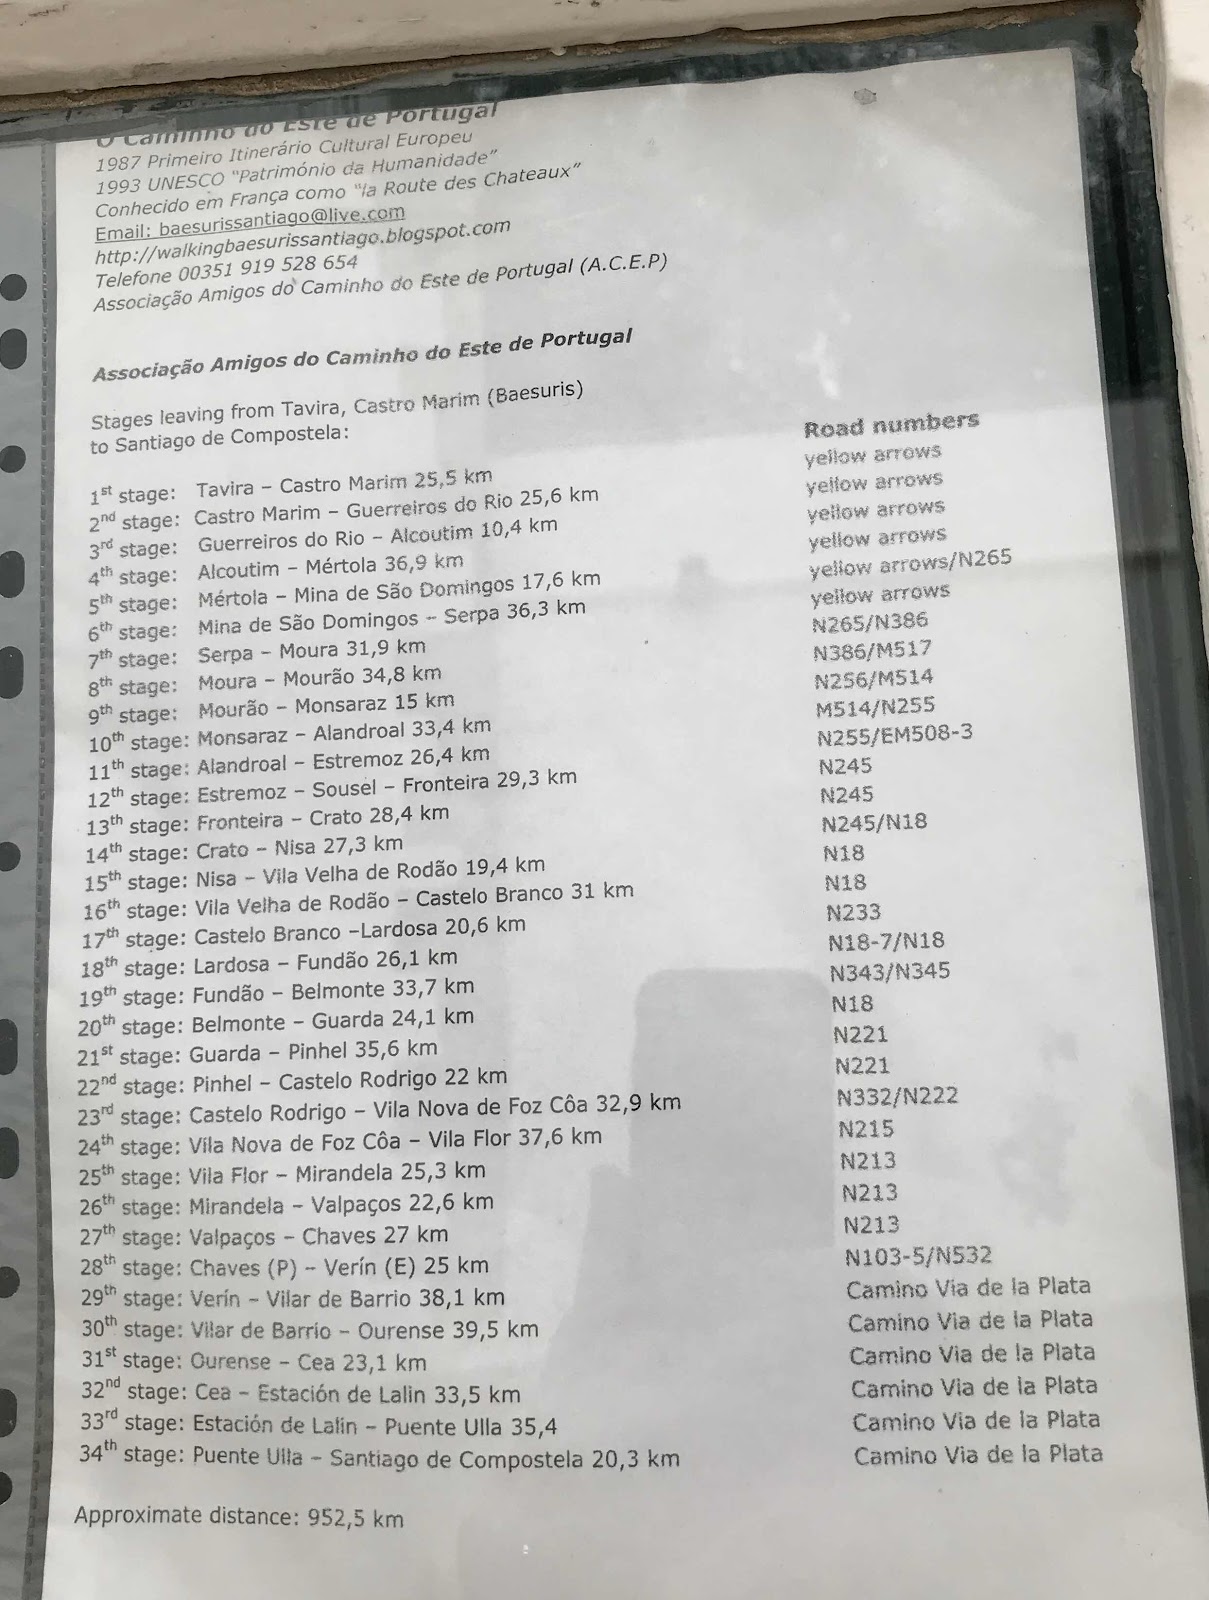 O Caminho do Este de Portugal
1987 Primeiro Itinerário Cultural Europeu
1993 UNESCO "Património da Humanidade"
Conhecido em França como "la Route des Chateaux"
Email: baesurissantiago@live.com
http://walkingbaesurissantiago.blogspot.com
Telefone 00351 919 528 654
Associação Amigos do Caminho do Este de Portugal (A.C.E.P)
Associação Amigos do Caminho do Este de Portugal
Stages leaving from Tavira, Castro Marim (Baesuris)
to Santiago de Compostela: Road numbers
1st stage: Tavira – Castro Marim 25,5 km yellow arrows
2nd stage: Castro Marim – Guerreiros do Rio 25,6 km yellow arrows
3rd stage: Guerreiros do Rio – Alcoutim 10,4 km yellow arrows
4th stage: Alcoutim – Mértola 36,9 km yellow arrows
5th stage: Mértola – Mina de São Domingos 17,6 km yellow arrows/N265
6th stage: Mina de São Domingos – Serpa 36,3 km yellow arrows
7th stage: Serpa – Moura 31,9 km N265/N386
8th stage: Moura – Mourão 34,8 km N386/M517
9th stage: Mourão – Monsaraz 15 km N256/M514
10th stage: Monsaraz – Alandroal 33,4 km M514/N255
11th stage: Alandroal – Estremoz 26,4 km N255/EM508-3
12th stage: Estremoz – Sousel – Fronteira 29,3 km N245
13th stage: Fronteira – Crato 28,4 km N245
14th stage: Crato – Nisa 27,3 km N245/N18
15th stage: Nisa – Vila Velha de Rodão 19,4 km N18
16th stage: Vila Velha de Rodão – Castelo Branco 31 km N18
17th stage: Castelo Branco –Lardosa 20,6 km N233
18th stage: Lardosa – Fundão 26,1 km N18-7/N18
19th stage: Fundão – Belmonte 33,7 km N343/N345
20th stage: Belmonte – Guarda 24,1 km N18
21st stage: Guarda – Pinhel 35,6 km N221
22nd stage: Pinhel – Castelo Rodrigo 22 km N221
23rd stage: Castelo Rodrigo – Vila Nova de Foz Côa 32,9 km N332/N222
24th stage: Vila Nova de Foz Côa – Vila Flor 37,6 km N215
25th stage: Vila Flor – Mirandela 25,3 km N213
26th stage: Mirandela – Valpaços 22,6 km N213
27th stage: Valpaços – Chaves 27 km N213
28th stage: Chaves (P) – Verín (E) 25 km N103-5/N532
29th stage: Verín – Vilar de Barrio 38,1 km Camino Via de la Plata
30th stage: Vilar de Barrio – Ourense 39,5 km Camino Via de la Plata
31st stage: Ourense – Cea 23,1 km Camino Via de la Plata
32nd stage: Cea – Estación de Lalin 33,5 km Camino Via de la Plata
33rd stage: Estación de Lalin – Puente Ulla 35,4 Camino Via de la Plata
34th stage: Puente Ulla – Santiago de Compostela 20,3 km Camino Via de la Plata
Approximate distance: 952,5 km